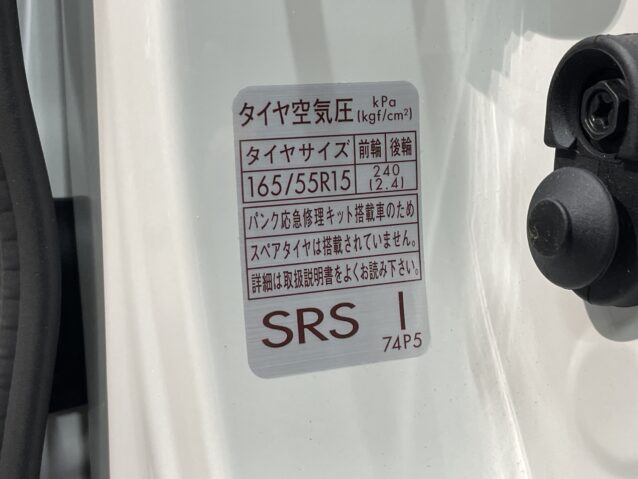 タイヤ空気圧 kPa
(kgf/cm²)
タイヤサイズ 前輪 後輪
165/55R15 240
(2.4)
パンク応急修理キット搭載車のため
スペアタイヤは搭載されていません。
詳細は取扱説明書をよくお読み下さい。
SRS I
74P5